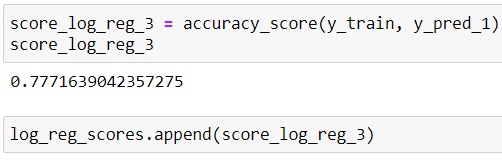 score_log_reg_3 = accuracy_score(y_train, y_pred_1)
score_log_reg_3
0.7771639042357275
log_reg_scores.append(score_log_reg_3)